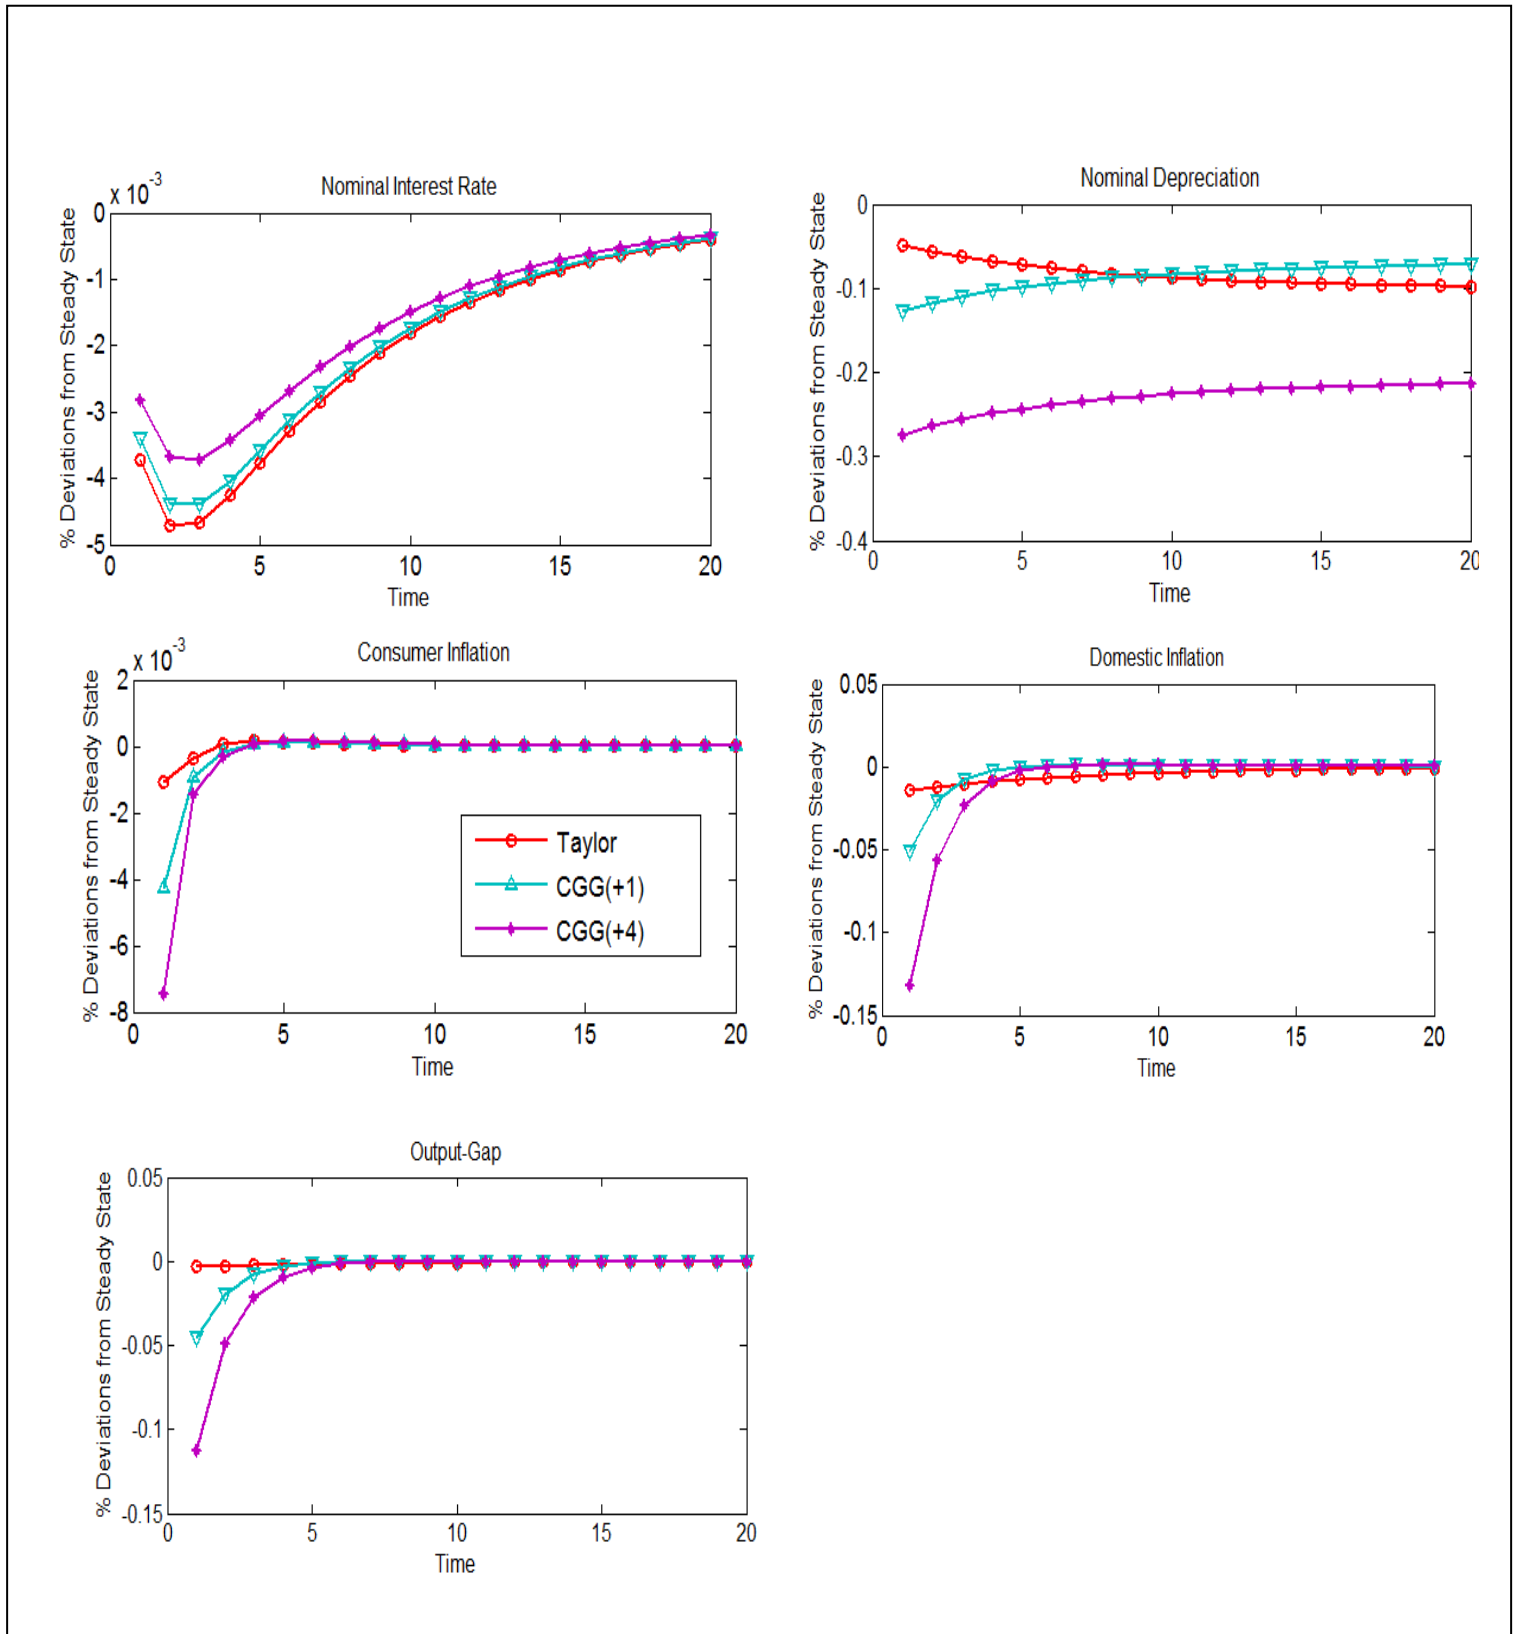 Nominal Interest Rate
x 10^-3
% Deviations from Steady State
0
-1
-2
-3
-4
-5
0 5 10 15 20
Time
Nominal Depreciation
% Deviations from Steady State
0
-0.1
-0.2
-0.3
-0.4
0 5 10 15 20
Time
Consumer Inflation
x 10^-3
% Deviations from Steady State
2
0
-2
-4
-6
-8
0 5 10 15 20
Time
Taylor
CGG(+1)
CGG(+4)
Domestic Inflation
% Deviations from Steady State
0.05
0
-0.05
-0.1
-0.15
0 5 10 15 20
Time
Output-Gap
% Deviations from Steady State
0.05
0
-0.05
-0.1
-0.15
0 5 10 15 20
Time